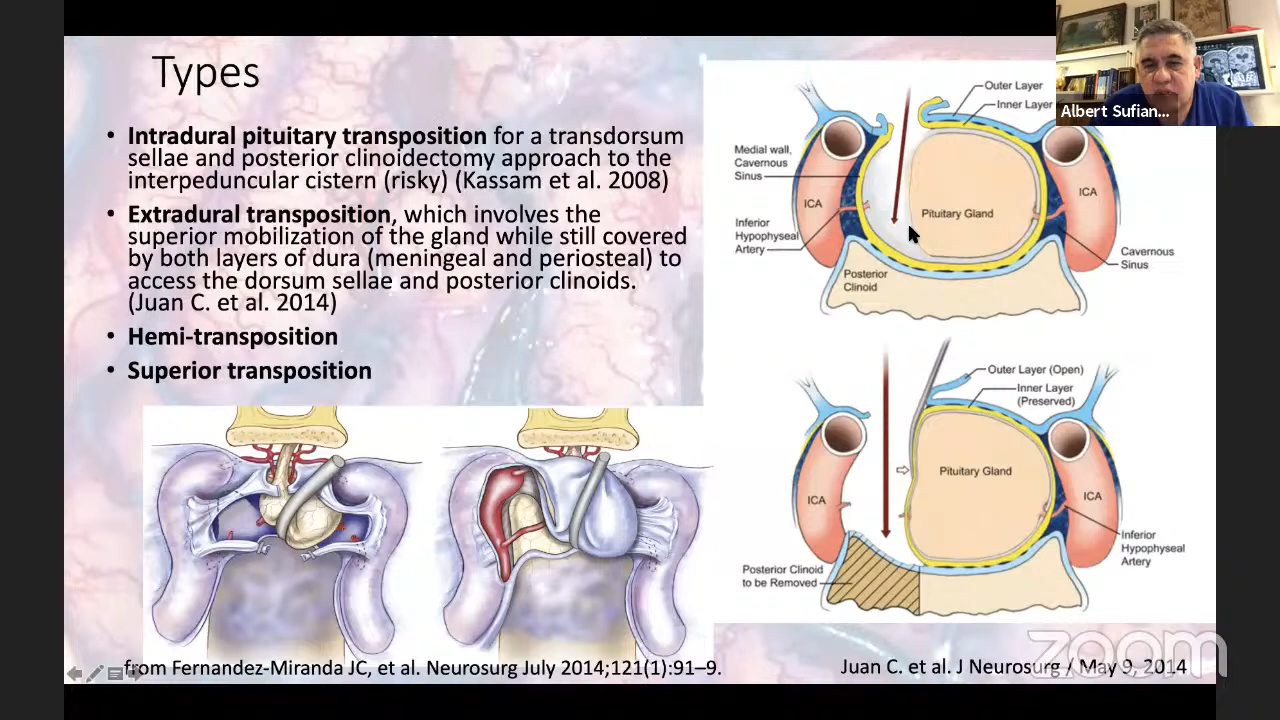 Types
• Intradural pituitary transposition for a transdorsum
sellae and posterior clinoidectomy approach to the
interpeduncular cistern (risky) (Kassam et al. 2008)
• Extradural transposition, which involves the
superior mobilization of the gland while still covered
by both layers of dura (meningeal and periosteal) to
access the dorsum sellae and posterior clinoids.
(Juan C. et al. 2014)
• Hemi-transposition
• Superior transposition
Outer Layer
Inner Layer
Medial wall,
Cavernous
Sinus
ICA
Pituitary Gland
ICA
Inferior
Hypophyseal
Artery
Cavernous
Sinus
Posterior
Clinoid
Outer Layer (Open)
Inner Layer
(Preserved)
Pituitary Gland
ICA
ICA
Inferior
Hypophyseal
Artery
Posterior Clinoid
to be Removed
from Fernandez-Miranda JC, et al. Neurosurg July 2014;121(1):91–9.
Juan C. et al. J Neurosurg / May 9, 2014
Albert Sufian...
zoom